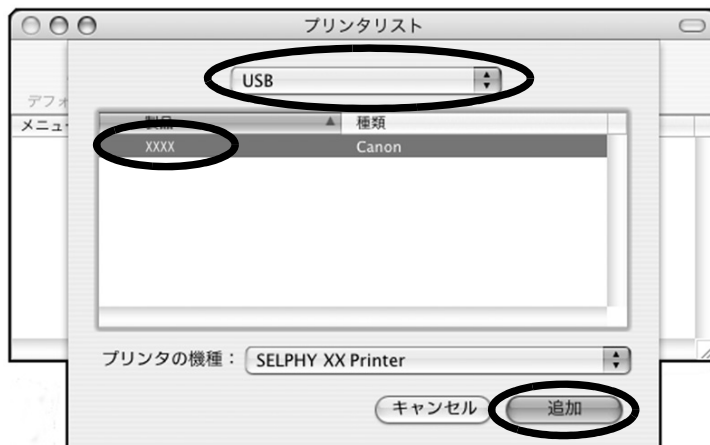 プリンタリスト
USB
デフォ
メニュー
製品 種類
XXXX Canon
プリンタの機種： SELPHY XX Printer
キャンセル 追加